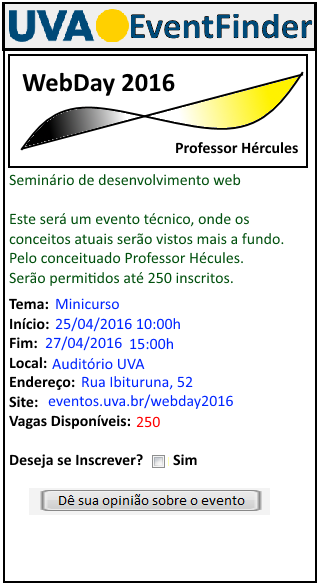 UVA EventFinder
WebDay 2016
Professor Hércules
Seminário de desenvolvimento web
Este será um evento técnico, onde os
conceitos atuais serão vistos mais a fundo.
Pelo conceituado Professor Hécules.
Serão permitidos até 250 inscritos.
Tema: Minicurso
Início: 25/04/2016 10:00h
Fim: 27/04/2016 15:00h
Local: Auditório UVA
Endereço: Rua Ibituruna, 52
Site: eventos.uva.br/webday2016
Vagas Disponíveis: 250
Deseja se Inscrever? Sim
Dê sua opinião sobre o evento